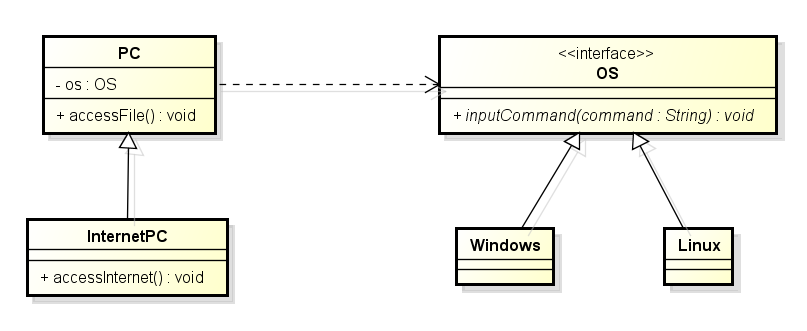 PC
- os : OS
+ accessFile() : void
<<interface>>
OS
+ inputCommand(command : String) : void
InternetPC
+ accessInternet() : void
Windows
Linux